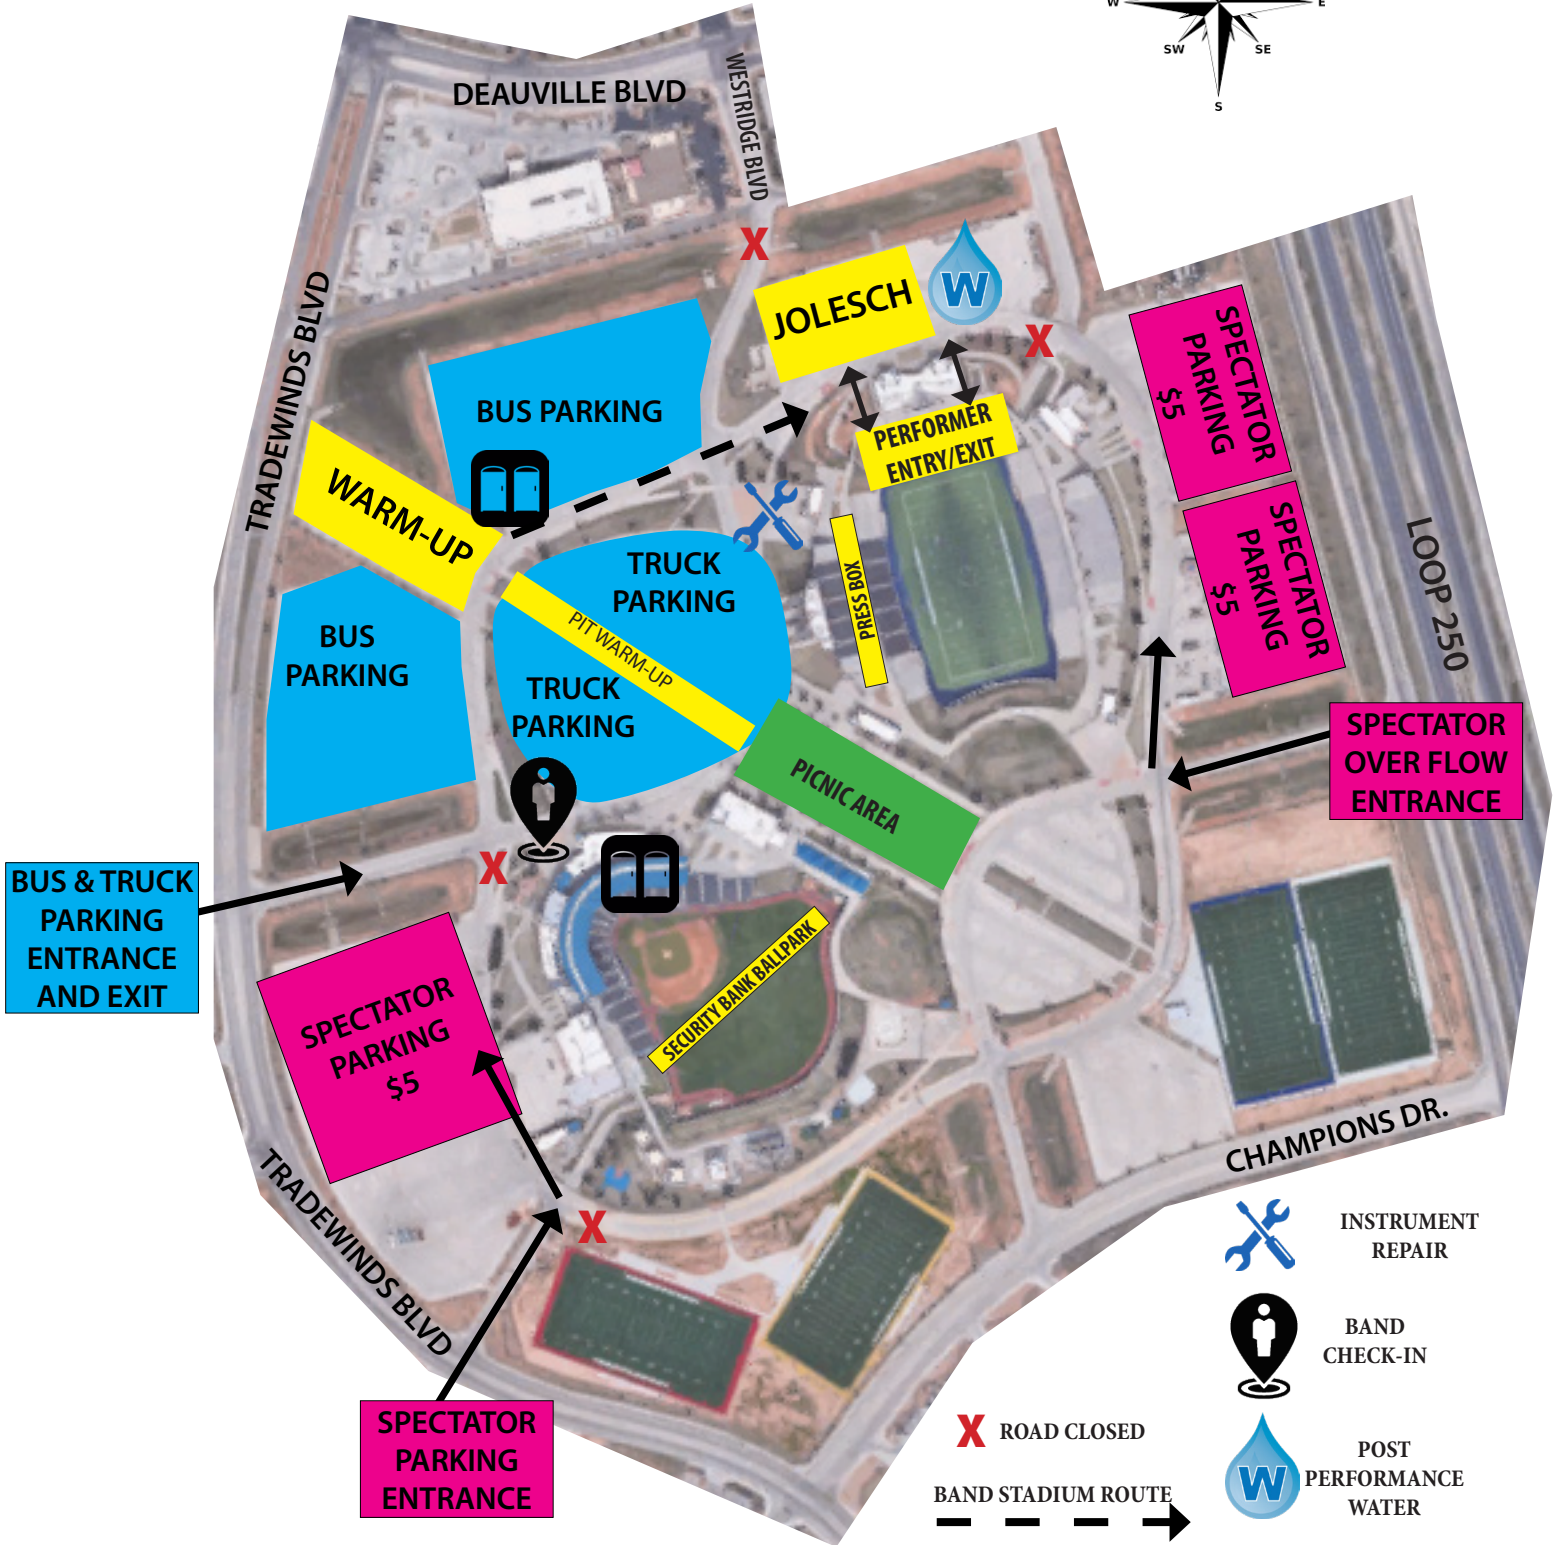 W
E
SW
SE
S
DEAUVILLE BLVD
WESTRIDGE BLVD
TRADEWINDS BLVD
JOLESCH
W
BUS PARKING
PERFORMER
ENTRY/EXIT
SPECTATOR
PARKING
$5
WARM-UP
SPECTATOR
PARKING
$5
LOOP 250
TRUCK
PARKING
PRESS BOX
PIT WARM-UP
BUS
PARKING
TRUCK
PARKING
PICNIC AREA
SPECTATOR
OVER FLOW
ENTRANCE
BUS & TRUCK
PARKING
ENTRANCE
AND EXIT
SECURITY BANK BALLPARK
SPECTATOR
PARKING
$5
CHAMPIONS DR.
TRADEWINDS BLVD
SPECTATOR
PARKING
ENTRANCE
INSTRUMENT
REPAIR
BAND
CHECK-IN
X ROAD CLOSED
W
POST
PERFORMANCE
WATER
BAND STADIUM ROUTE